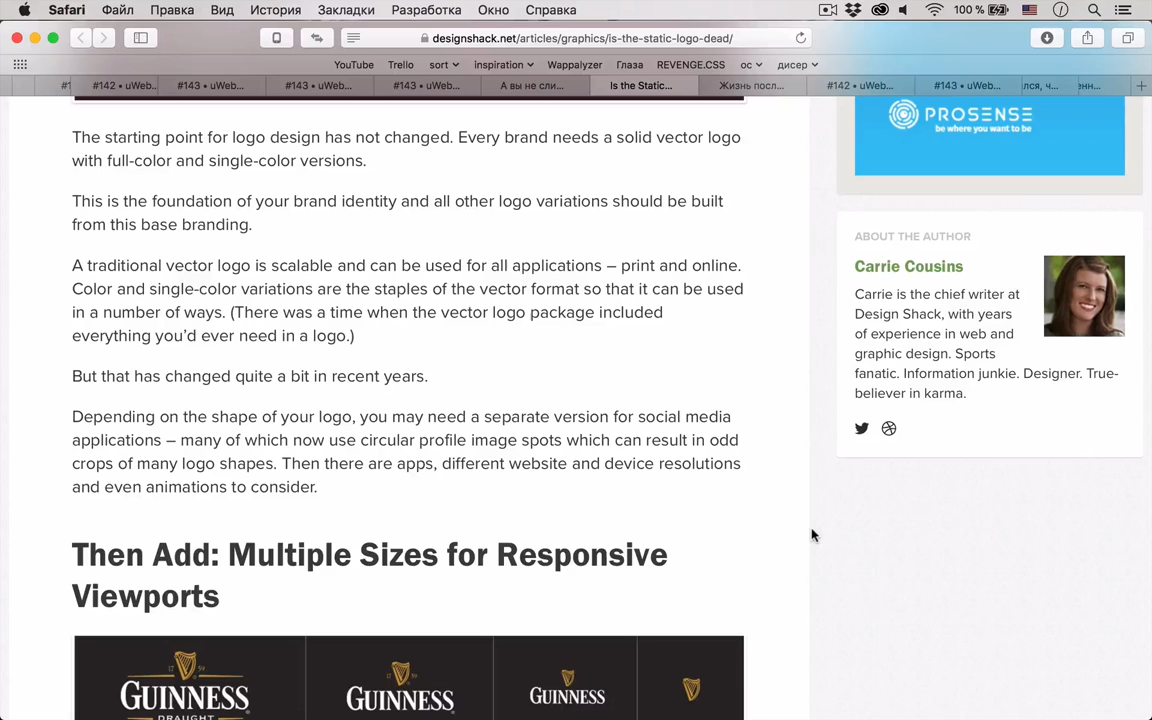 Safari Файл Правка Вид История Закладки Разработка Окно Справка 100 %
designshack.net/articles/graphics/is-the-static-logo-dead/
YouTube Trello sort inspiration Wappalyzer Глаза REVENGE.CSS ос дисер
#1 #142 • uWeb... #143 • uWeb... #143 • uWeb... #143 • uWeb... А вы не сли... Is the Static... Жизнь посл... #142 • uWeb... #143 • uWeb... лся, ч... енн...
The starting point for logo design has not changed. Every brand needs a solid vector logo
with full-color and single-color versions.
This is the foundation of your brand identity and all other logo variations should be built
from this base branding.
A traditional vector logo is scalable and can be used for all applications – print and online.
Color and single-color variations are the staples of the vector format so that it can be used
in a number of ways. (There was a time when the vector logo package included
everything you’d ever need in a logo.)
But that has changed quite a bit in recent years.
Depending on the shape of your logo, you may need a separate version for social media
applications – many of which now use circular profile image spots which can result in odd
crops of many logo shapes. Then there are apps, different website and device resolutions
and even animations to consider.
Then Add: Multiple Sizes for Responsive
Viewports
17 59
GUINNESS GUINNESS GUINNESS
DRAUGHT
PROSENSE
be where you want to be
ABOUT THE AUTHOR
Carrie Cousins
Carrie is the chief writer at
Design Shack, with years
of experience in web and
graphic design. Sports
fanatic. Information junkie. Designer. True-
believer in karma.